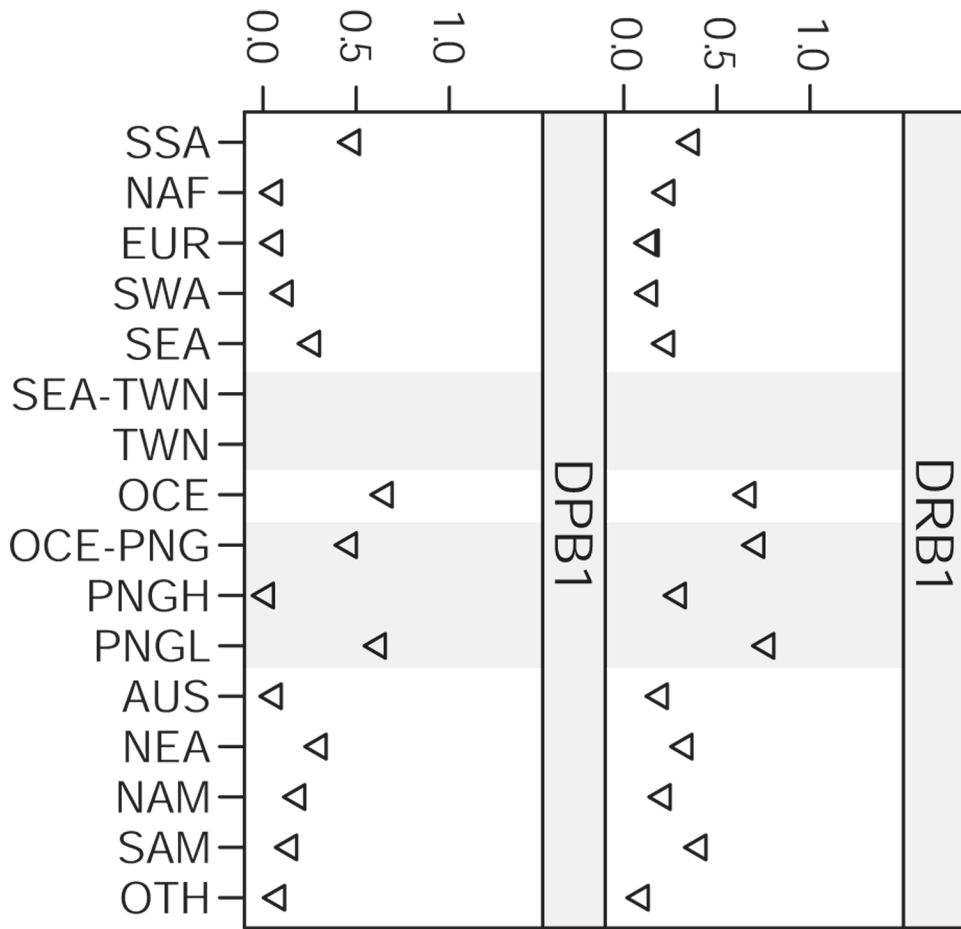 0.0
0.5
1.0
0.0
0.5
1.0
SSA
NAF
EUR
SWA
SEA
SEA-TWN
TWN
OCE
OCE-PNG
PNGH
PNGL
AUS
NEA
NAM
SAM
OTH
DPB1
DRB1